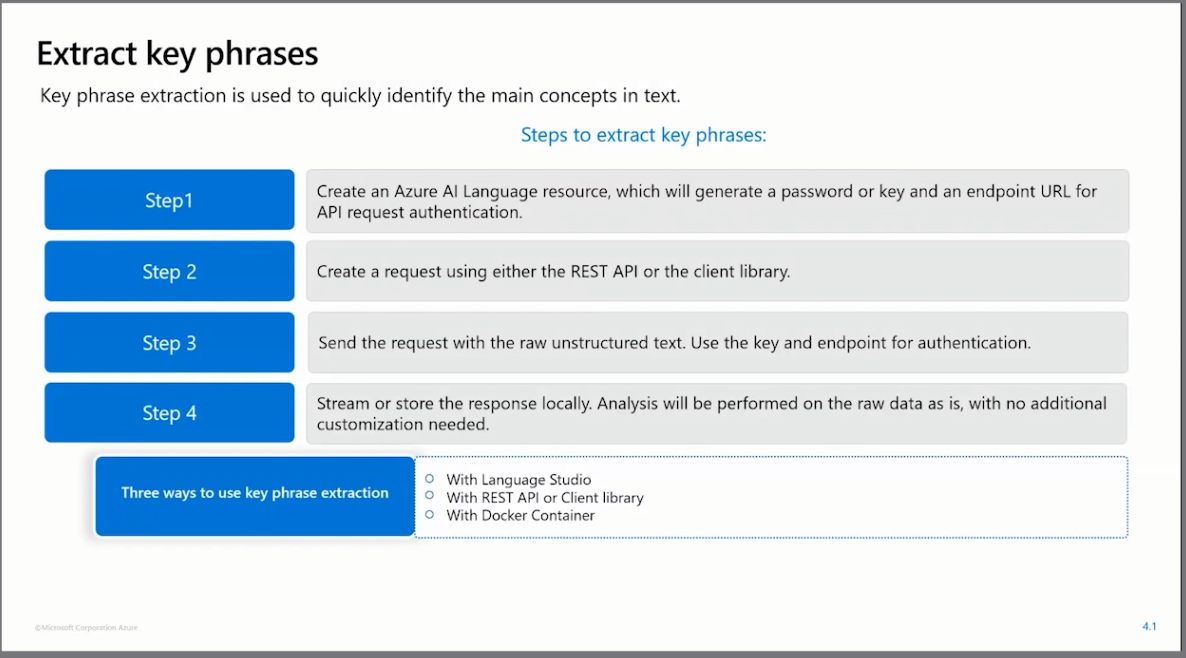 Extract key phrases
Key phrase extraction is used to quickly identify the main concepts in text.
Steps to extract key phrases:
Step1
Create an Azure AI Language resource, which will generate a password or key and an endpoint URL for
API request authentication.
Step 2
Create a request using either the REST API or the client library.
Step 3
Send the request with the raw unstructured text. Use the key and endpoint for authentication.
Step 4
Stream or store the response locally. Analysis will be performed on the raw data as is, with no additional
customization needed.
Three ways to use key phrase extraction
With Language Studio
With REST API or Client library
With Docker Container
©Microsoft Corporation Azure
4.1